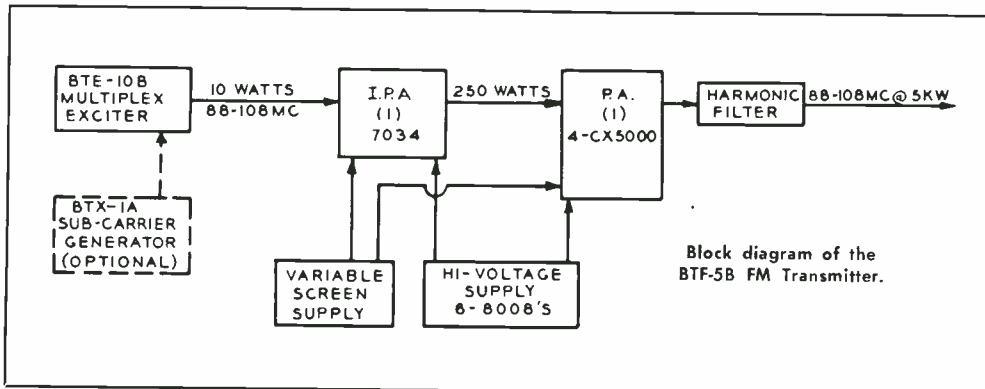 BTE-10B
MULTIPLEX
EXCITER
10 WATTS
88-108MC
I.P.A
(1)
7034
250 WATTS
P.A.
(1)
4-CX5000
HARMONIC
FILTER
88-108MC@5KW
BTX-1A
SUB-CARRIER
GENERATOR
(OPTIONAL)
VARIABLE
SCREEN
SUPPLY
HI-VOLTAGE
SUPPLY
6-8008'S
Block diagram of the
BTF-5B FM Transmitter.